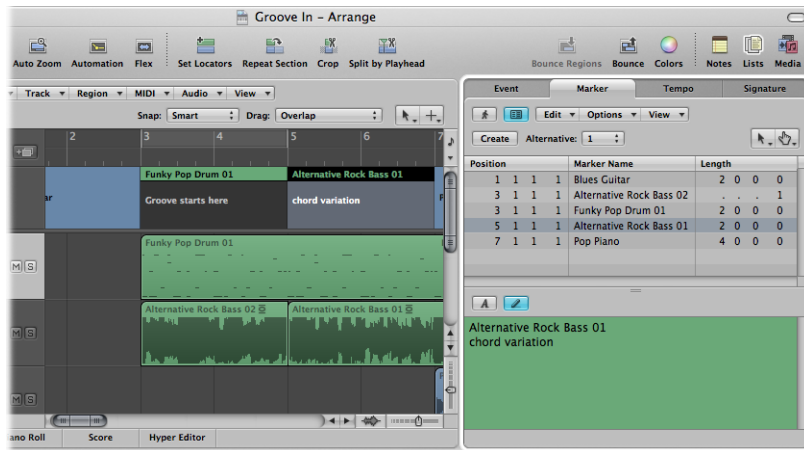 Groove In – Arrange
Auto Zoom Automation Flex Set Locators Repeat Section Crop Split by Playhead Bounce Regions Bounce Colors Notes Lists Media
Track Region MIDI Audio View
Snap: Smart Drag: Overlap
2 3 4 5 6 7
Funky Pop Drum 01 Alternative Rock Bass 01
Groove starts here chord variation
Funky Pop Drum 01
M S
Alternative Rock Bass 02 Alternative Rock Bass 01
M S
M S
Score Hyper Editor
Event Marker Tempo Signature
Edit Options View
Create Alternative: 1
Position Marker Name Length
1 1 1 1 Blues Guitar 2 0 0 0
3 1 1 1 Alternative Rock Bass 02 . . . 1
3 1 1 1 Funky Pop Drum 01 2 0 0 0
5 1 1 1 Alternative Rock Bass 01 2 0 0 0
7 1 1 1 Pop Piano 4 0 0 0
A
Alternative Rock Bass 01
chord variation